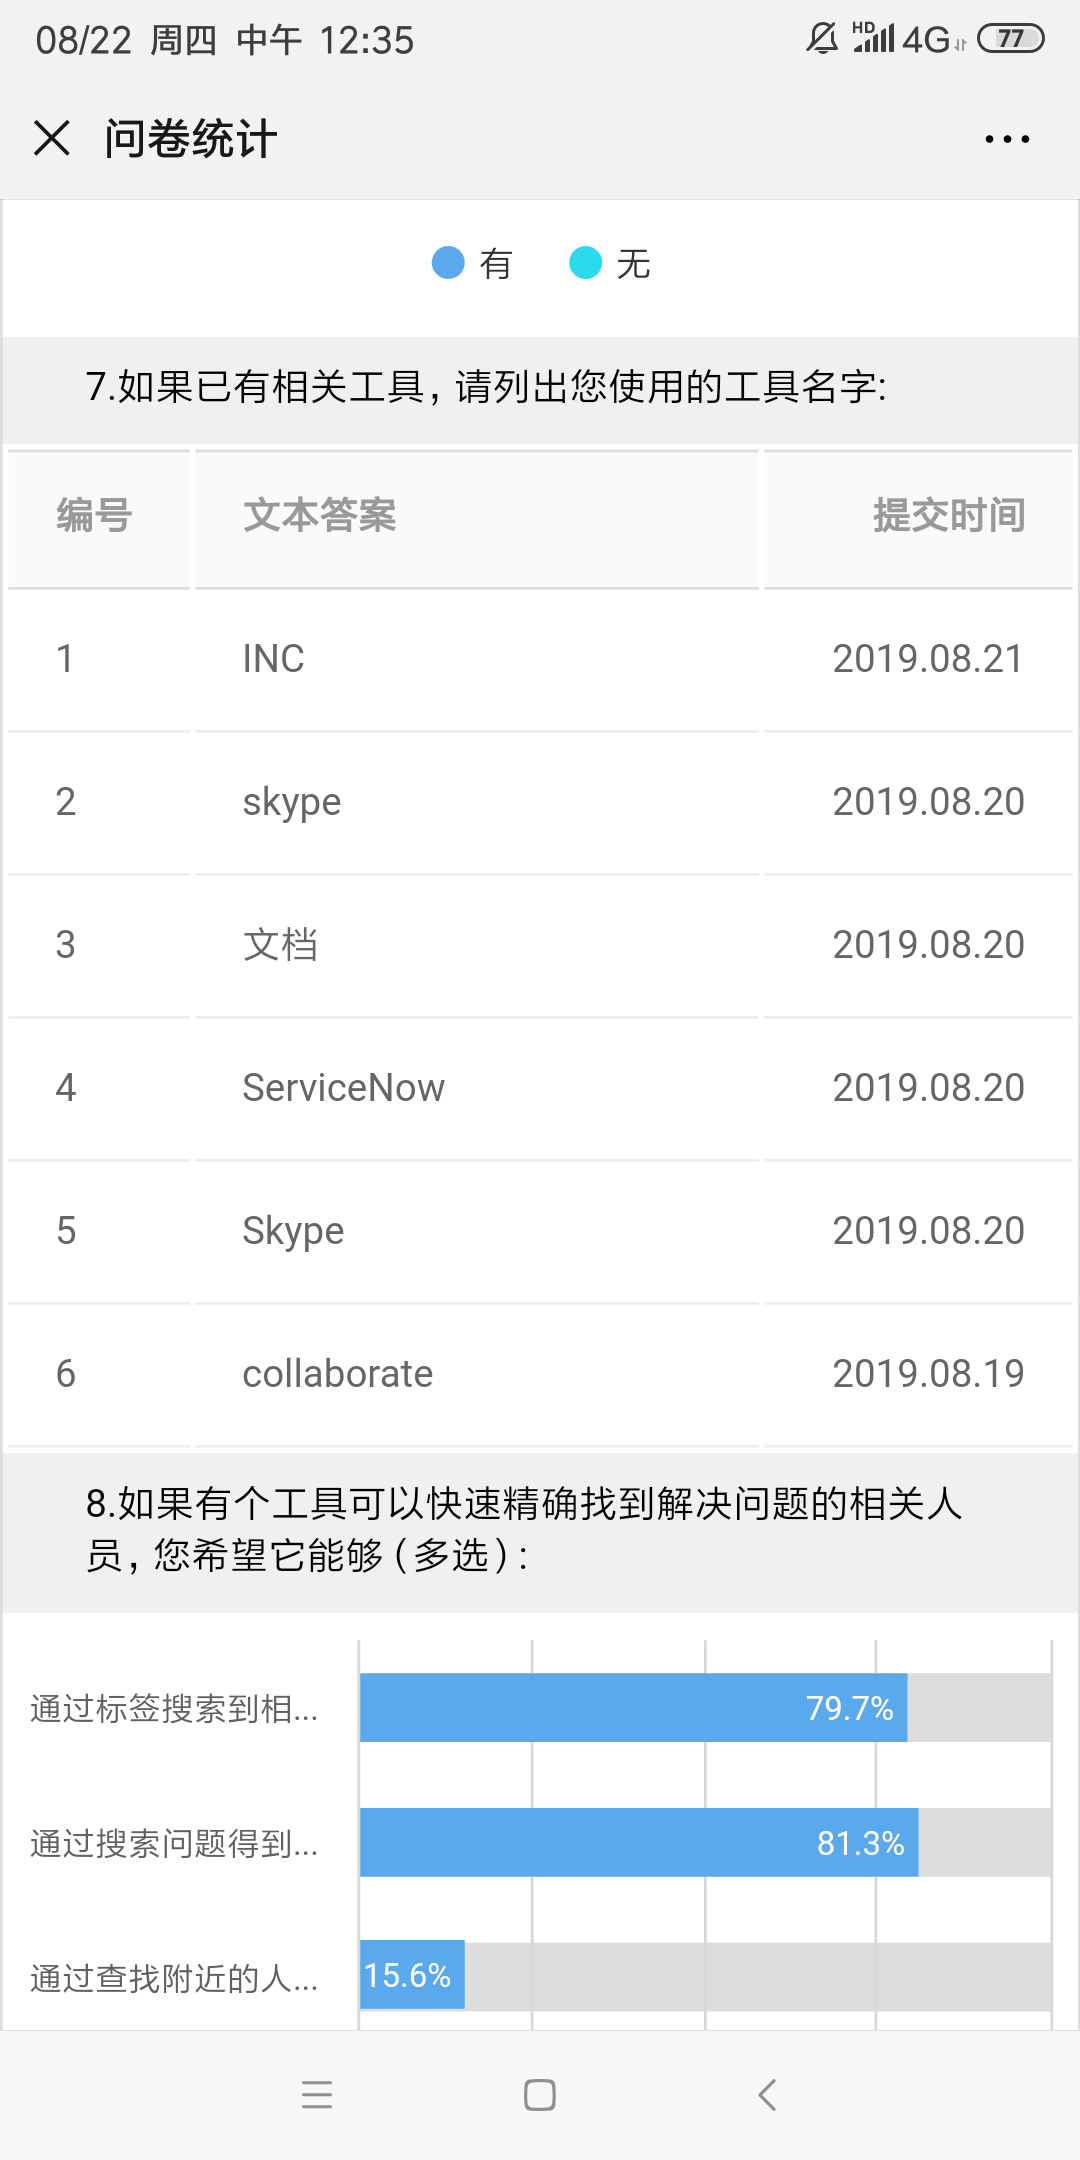 08/22 周四 中午 12:35 HD 4G 77
问卷统计
有 无
7.如果已有相关工具，请列出您使用的工具名字:
编号 文本答案 提交时间
1 INC 2019.08.21
2 skype 2019.08.20
3 文档 2019.08.20
4 ServiceNow 2019.08.20
5 Skype 2019.08.20
6 collaborate 2019.08.19
8.如果有个工具可以快速精确找到解决问题的相关人
员，您希望它能够（多选）:
通过标签搜索到相... 79.7%
通过搜索问题得到... 81.3%
通过查找附近的人... 15.6%